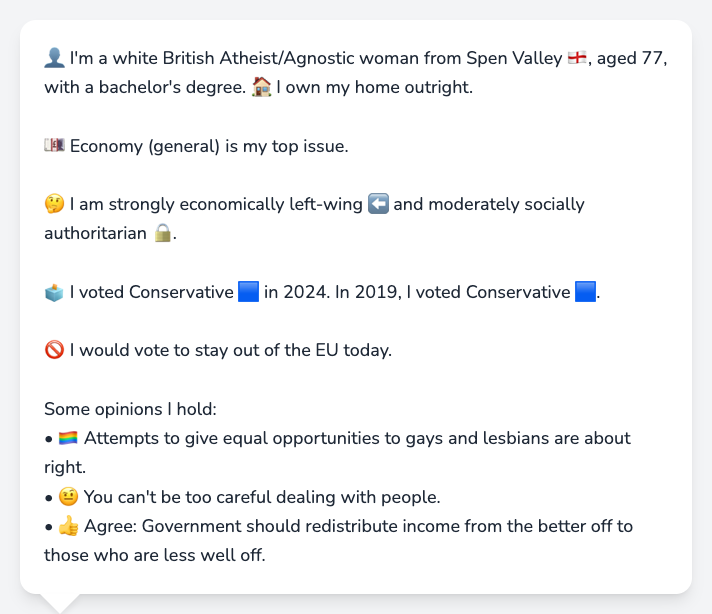 👤 I'm a white British Atheist/Agnostic woman from Spen Valley 🏴󠁧󠁢󠁥󠁮󠁧󠁿, aged 77,
with a bachelor's degree. 🏠 I own my home outright.
💷 Economy (general) is my top issue.
🤔 I am strongly economically left-wing ⬅️ and moderately socially
authoritarian 🔒.
🗳️ I voted Conservative 🟦 in 2024. In 2019, I voted Conservative 🟦.
🚫 I would vote to stay out of the EU today.
Some opinions I hold:
• 🏳️‍🌈 Attempts to give equal opportunities to gays and lesbians are about
right.
• 🤨 You can't be too careful dealing with people.
• 👍 Agree: Government should redistribute income from the better off to
those who are less well off.